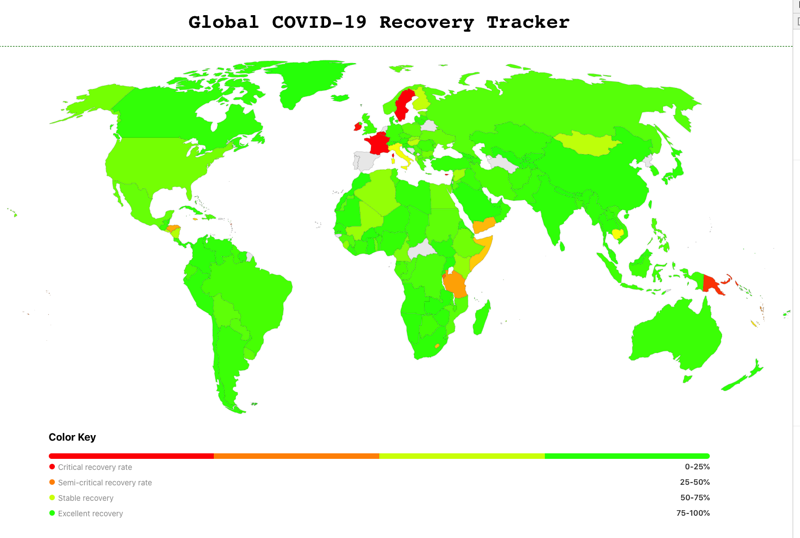 Global COVID-19 Recovery Tracker
Color Key
Critical recovery rate 0-25%
Semi-critical recovery rate 25-50%
Stable recovery 50-75%
Excellent recovery 75-100%